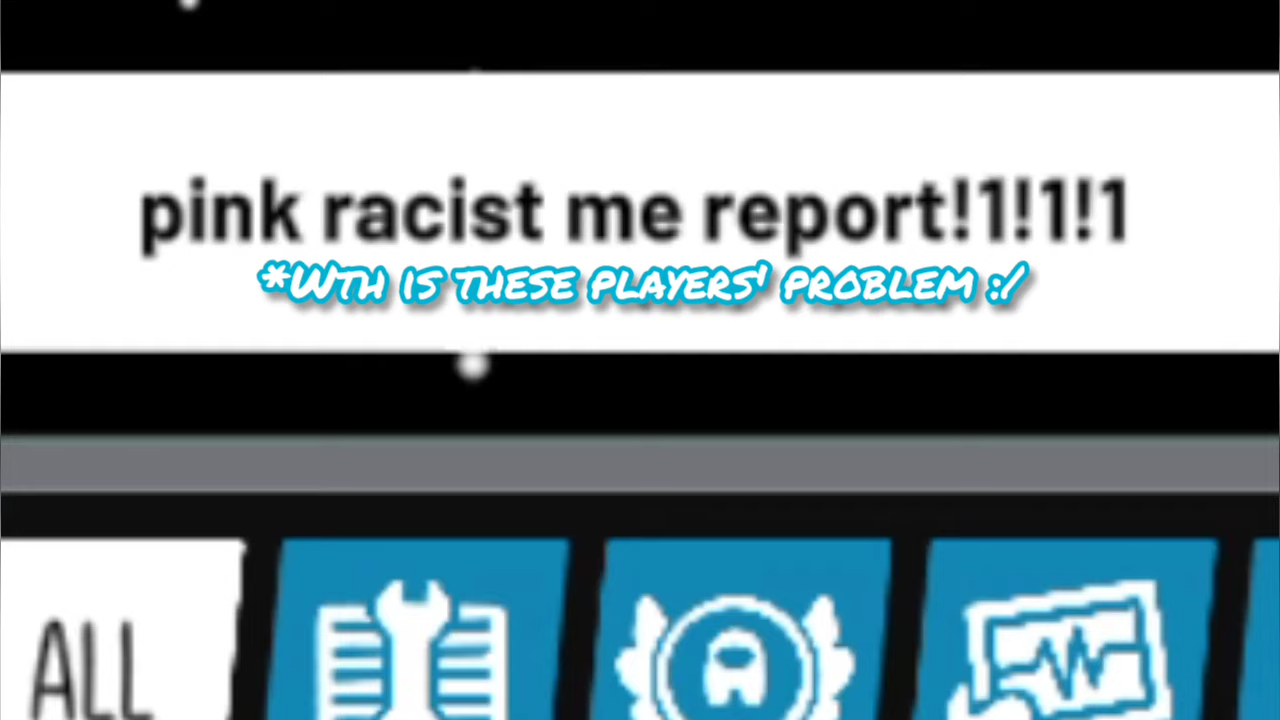 pink racist me report!1!1!1
*Wth is these players' problem :/
ALL